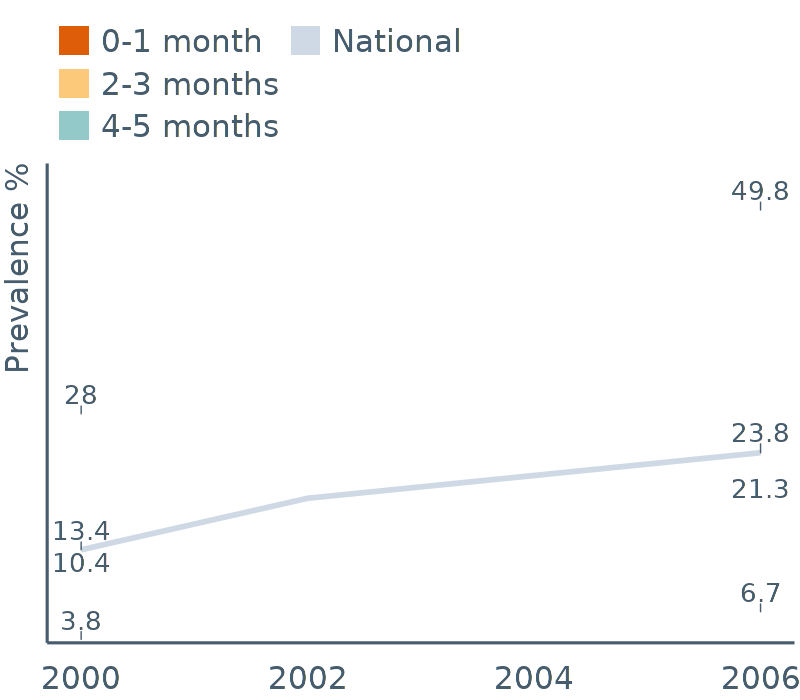 0-1 month
National
2-3 months
4-5 months
Prevalence %
49.8
28
23.8
21.3
13.4
10.4
6.7
3.8
2000
2002
2004
2006